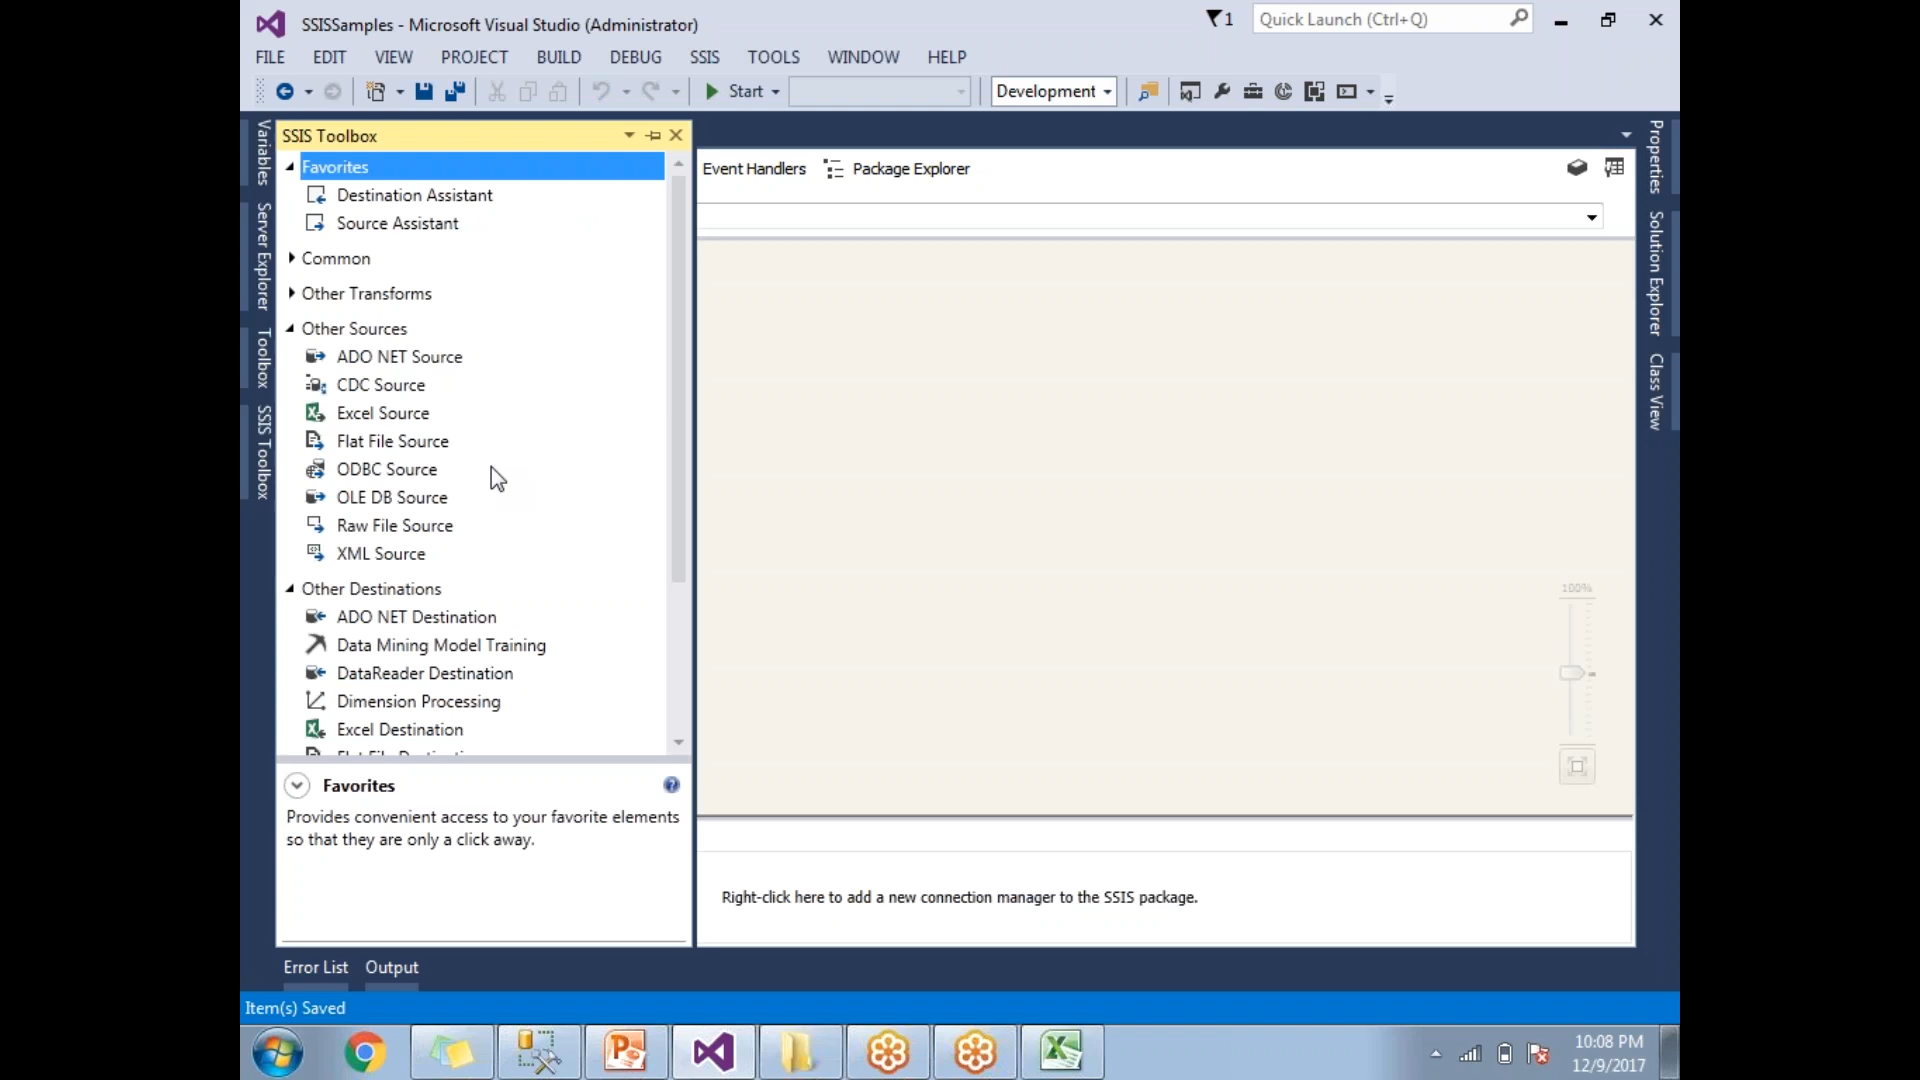 SSISSamples - Microsoft Visual Studio (Administrator)
1
Quick Launch (Ctrl+Q)
FILE EDIT VIEW PROJECT BUILD DEBUG SSIS TOOLS WINDOW HELP
Start
Development
Variables
Server Explorer
Toolbox
SSIS Toolbox
SSIS Toolbox
Favorites
Destination Assistant
Source Assistant
Common
Other Transforms
Other Sources
ADO NET Source
CDC Source
Excel Source
Flat File Source
ODBC Source
OLE DB Source
Raw File Source
XML Source
Other Destinations
ADO NET Destination
Data Mining Model Training
DataReader Destination
Dimension Processing
Excel Destination
Favorites
Provides convenient access to your favorite elements
so that they are only a click away.
Event Handlers Package Explorer
100%
Right-click here to add a new connection manager to the SSIS package.
Properties
Solution Explorer
Class View
Error List Output
Item(s) Saved
10:08 PM
12/9/2017